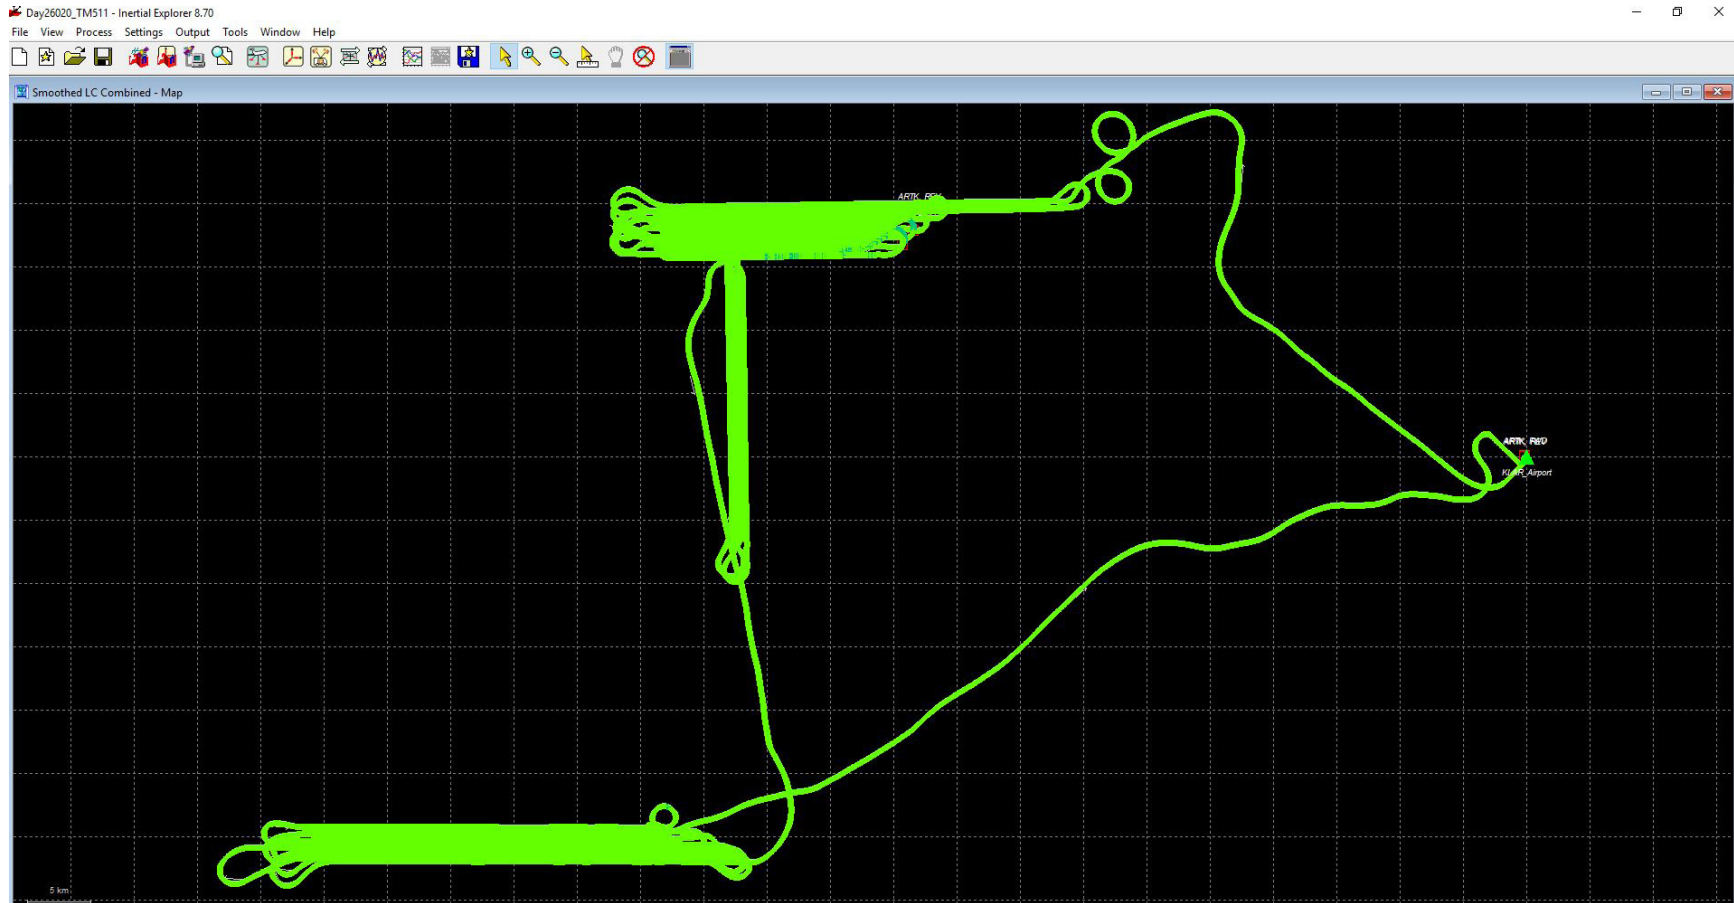 Day26020_TM511 - Inertial Explorer 8.70
File View Process Settings Output Tools Window Help
Smoothed LC Combined - Map
ARTK_REV
KLAR_Airport
5 km